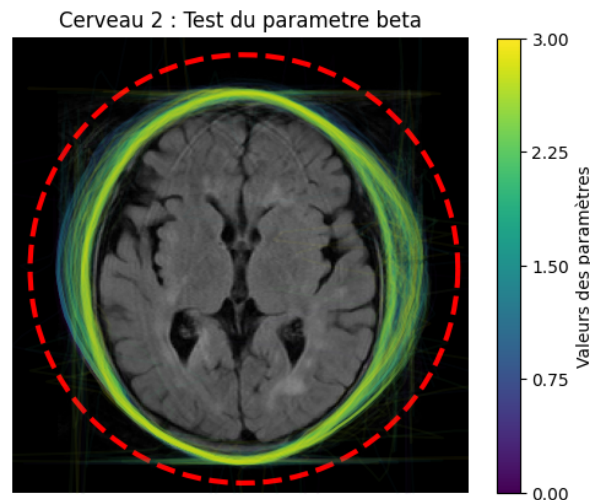 Cerveau 2 : Test du parametre beta
3.00
2.25
1.50
0.75
0.00
Valeurs des paramètres